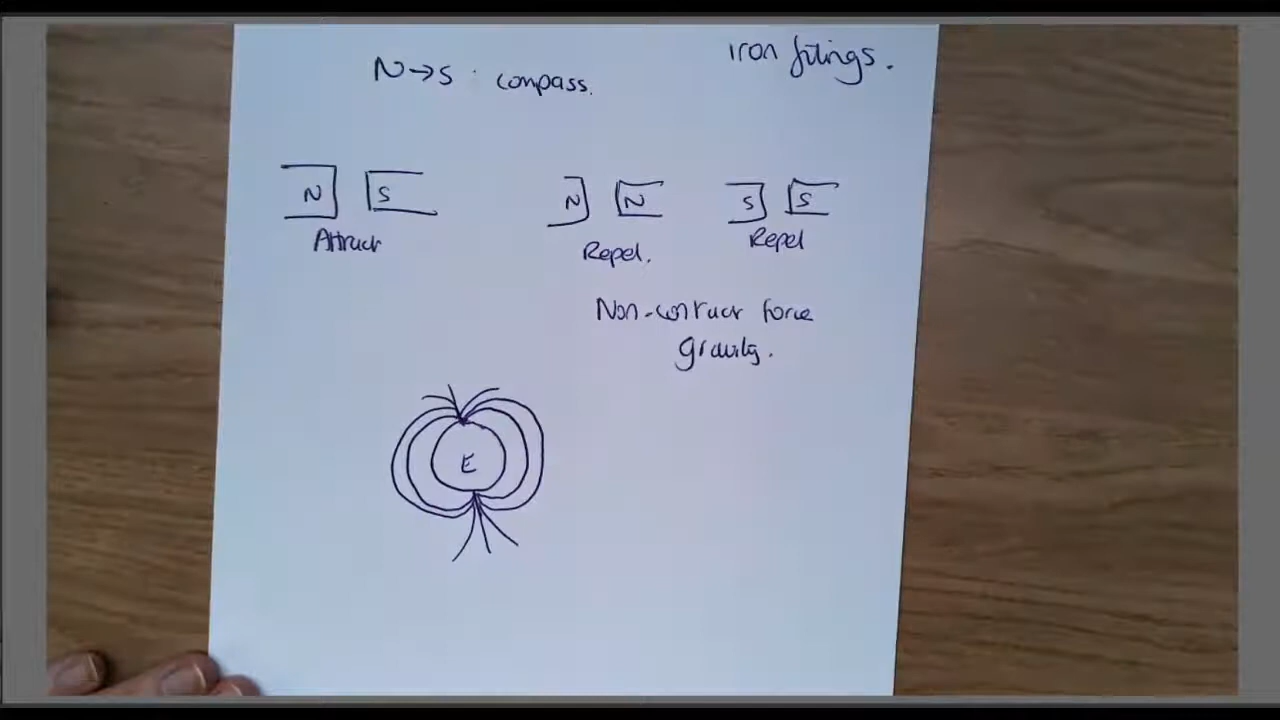 N→S : compass.
iron filings.
N S
Attract
N N
Repel.
S S
Repel
Non-contact force
gravity.
E